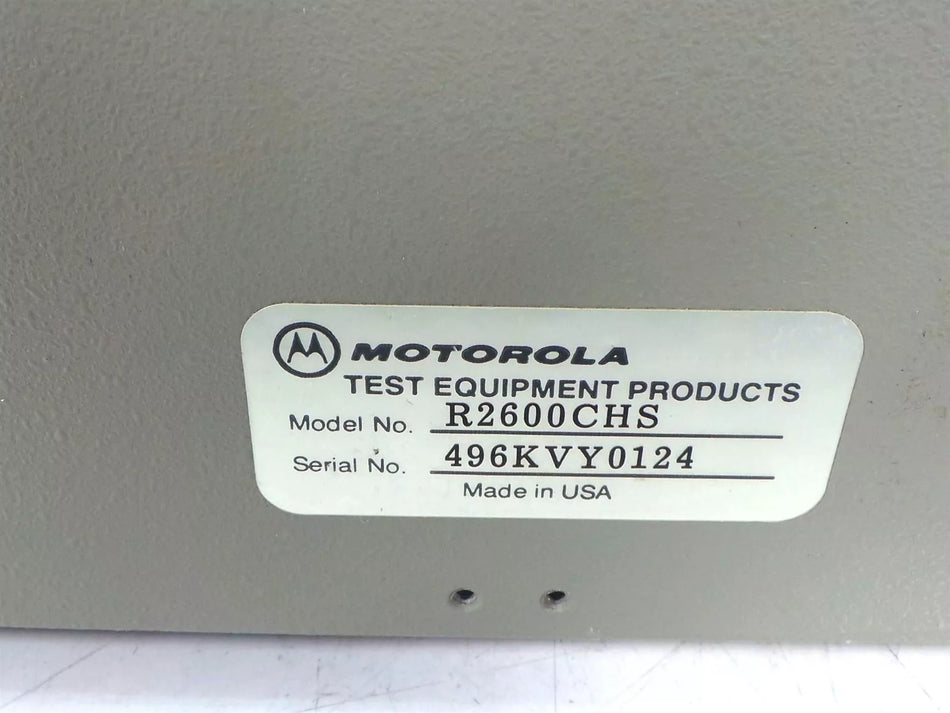 MOTOROLA
TEST EQUIPMENT PRODUCTS
Model No. R2600CHS
Serial No. 496KVY0124
Made in USA